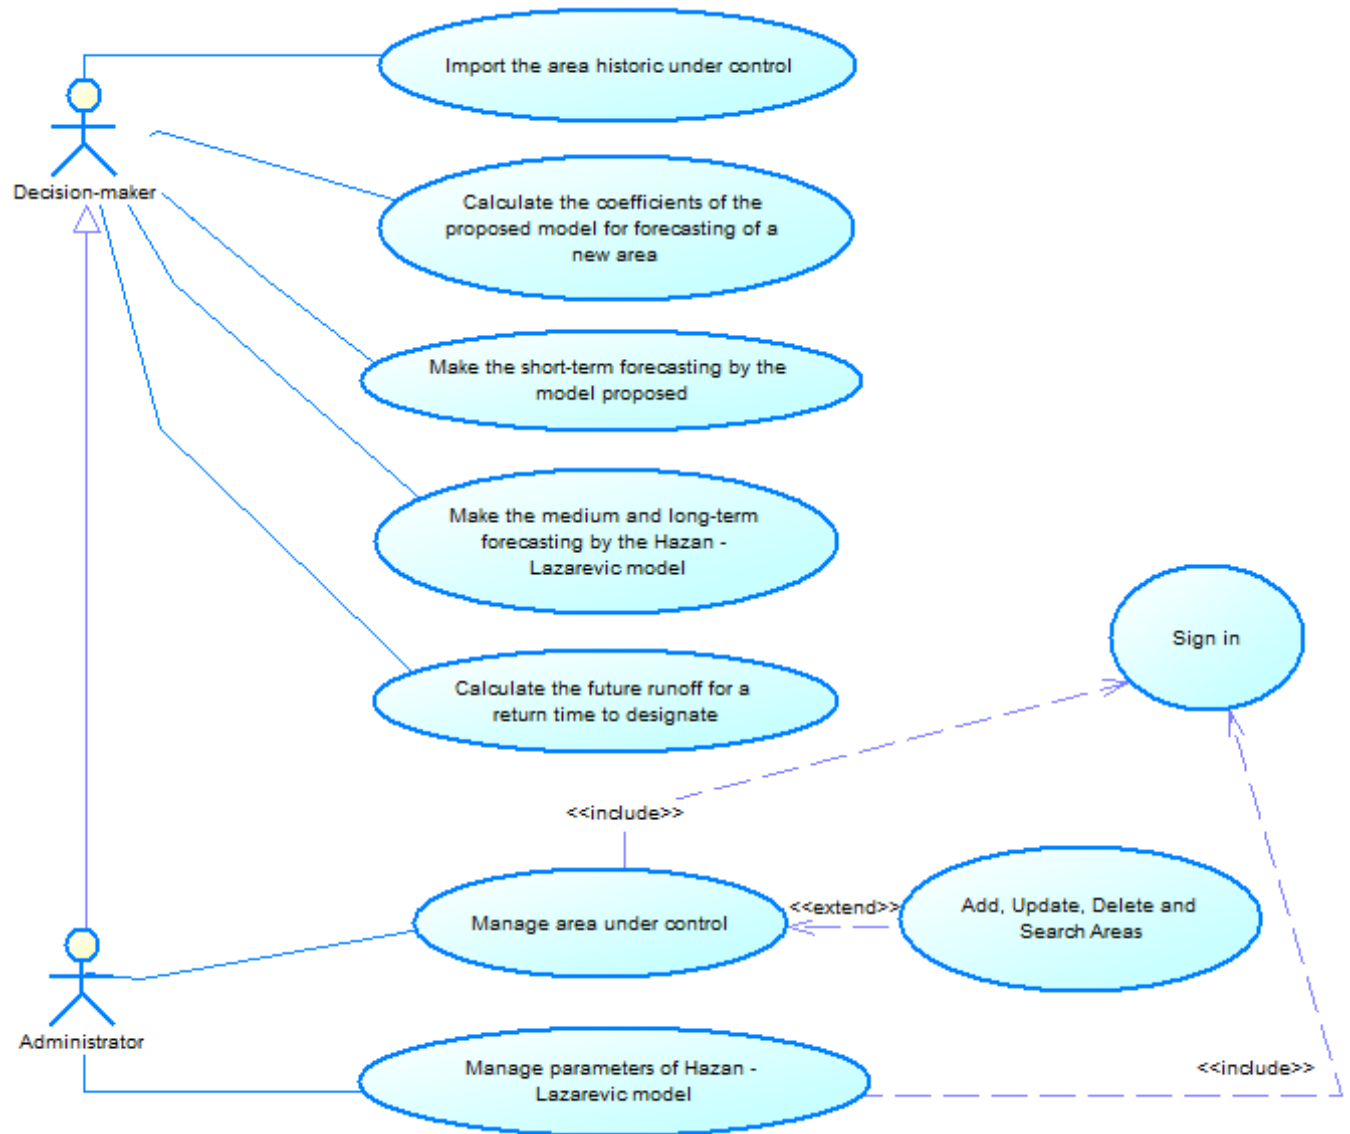 Import the area historic under control
Decision-maker
Calculate the coefficients of the
proposed model for forecasting of a
new area
Make the short-term forecasting by the
model proposed
Make the medium and long-term
forecasting by the Hazan -
Lazarevic model
Sign in
Calculate the future runoff for a
return time to designate
<<include>>
Manage area under control
<<extend>>
Add, Update, Delete and
Search Areas
Administrator
Manage parameters of Hazan -
Lazarevic model
<<include>>